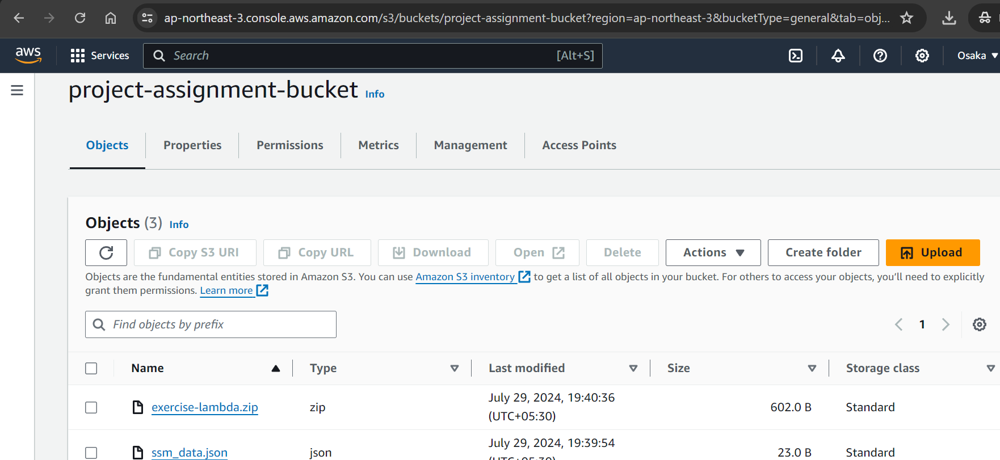 ap-northeast-3.console.aws.amazon.com/s3/buckets/project-assignment-bucket?region=ap-northeast-3&bucketType=general&tab=obj...
aws Services Search [Alt+S] Osaka
project-assignment-bucket Info
Objects Properties Permissions Metrics Management Access Points
Objects (3) Info
Copy S3 URI Copy URL Download Open Delete Actions Create folder Upload
Objects are the fundamental entities stored in Amazon S3. You can use Amazon S3 inventory to get a list of all objects in your bucket. For others to access your objects, you'll need to explicitly
grant them permissions. Learn more
Find objects by prefix
1
Name Type Last modified Size Storage class
exercise-lambda.zip zip July 29, 2024, 19:40:36 (UTC+05:30) 602.0 B Standard
ssm_data.json json July 29, 2024, 19:39:54 (UTC+05:30) 23.0 B Standard